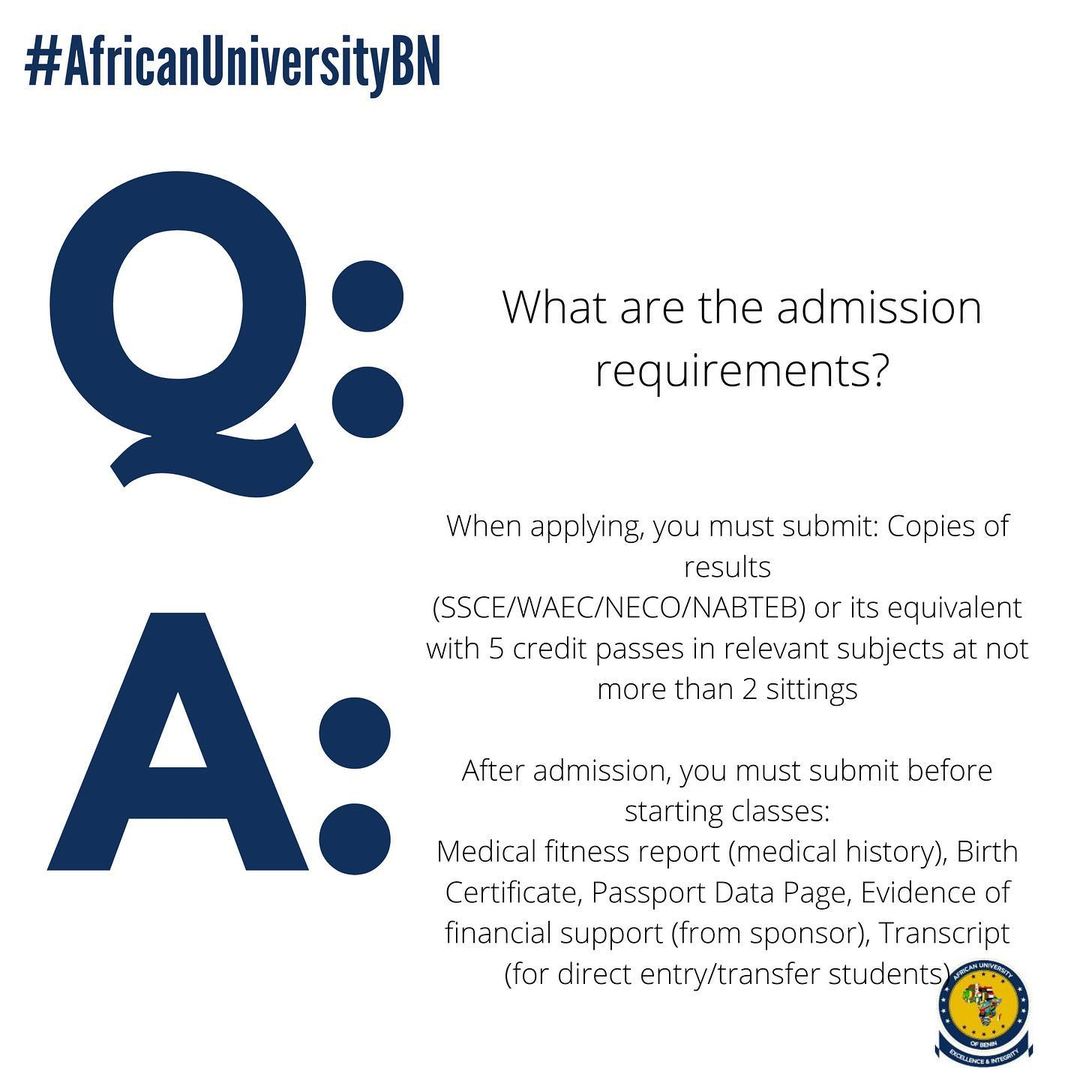 #AfricanUniversityBN
Q:
What are the admission
requirements?
When applying, you must submit: Copies of
results
(SSCE/WAEC/NECO/NABTEB) or its equivalent
with 5 credit passes in relevant subjects at not
more than 2 sittings
A:
After admission, you must submit before
starting classes:
Medical fitness report (medical history), Birth
Certificate, Passport Data Page, Evidence of
financial support (from sponsor), Transcript
(for direct entry/transfer students)
AFRICAN UNIVERSITY
OF BENIN
EXCELLENCE & INTEGRITY